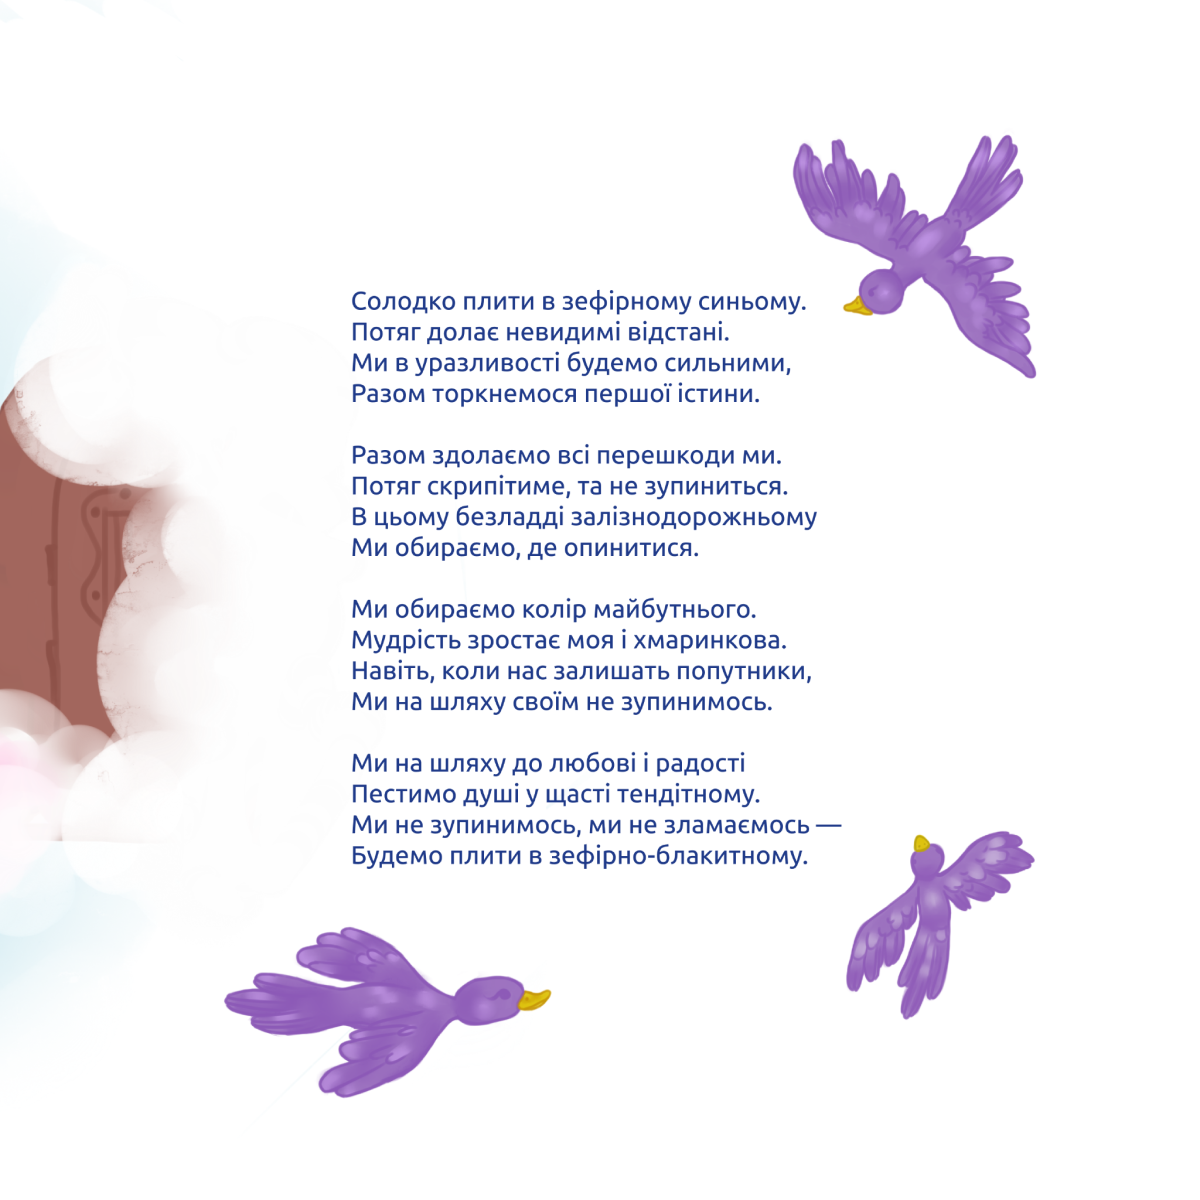 Солодко плити в зефірному синьому.
Потяг долає невидимі відстані.
Ми в уразливості будемо сильними,
Разом торкнемося першої істини.

Разом здолаємо всі перешкоди ми.
Потяг скрипітиме, та не зупиниться.
В цьому безладді залізнодорожньому
Ми обираємо, де опинитися.

Ми обираємо колір майбутнього.
Мудрість зростає моя і хмаринкова.
Навіть, коли нас залишать попутники,
Ми на шляху своїм не зупинимось.

Ми на шляху до любові і радості
Пестимо душі у щасті тендітному.
Ми не зупинимось, ми не зламаємось —
Будемо плити в зефірно-блакитному.